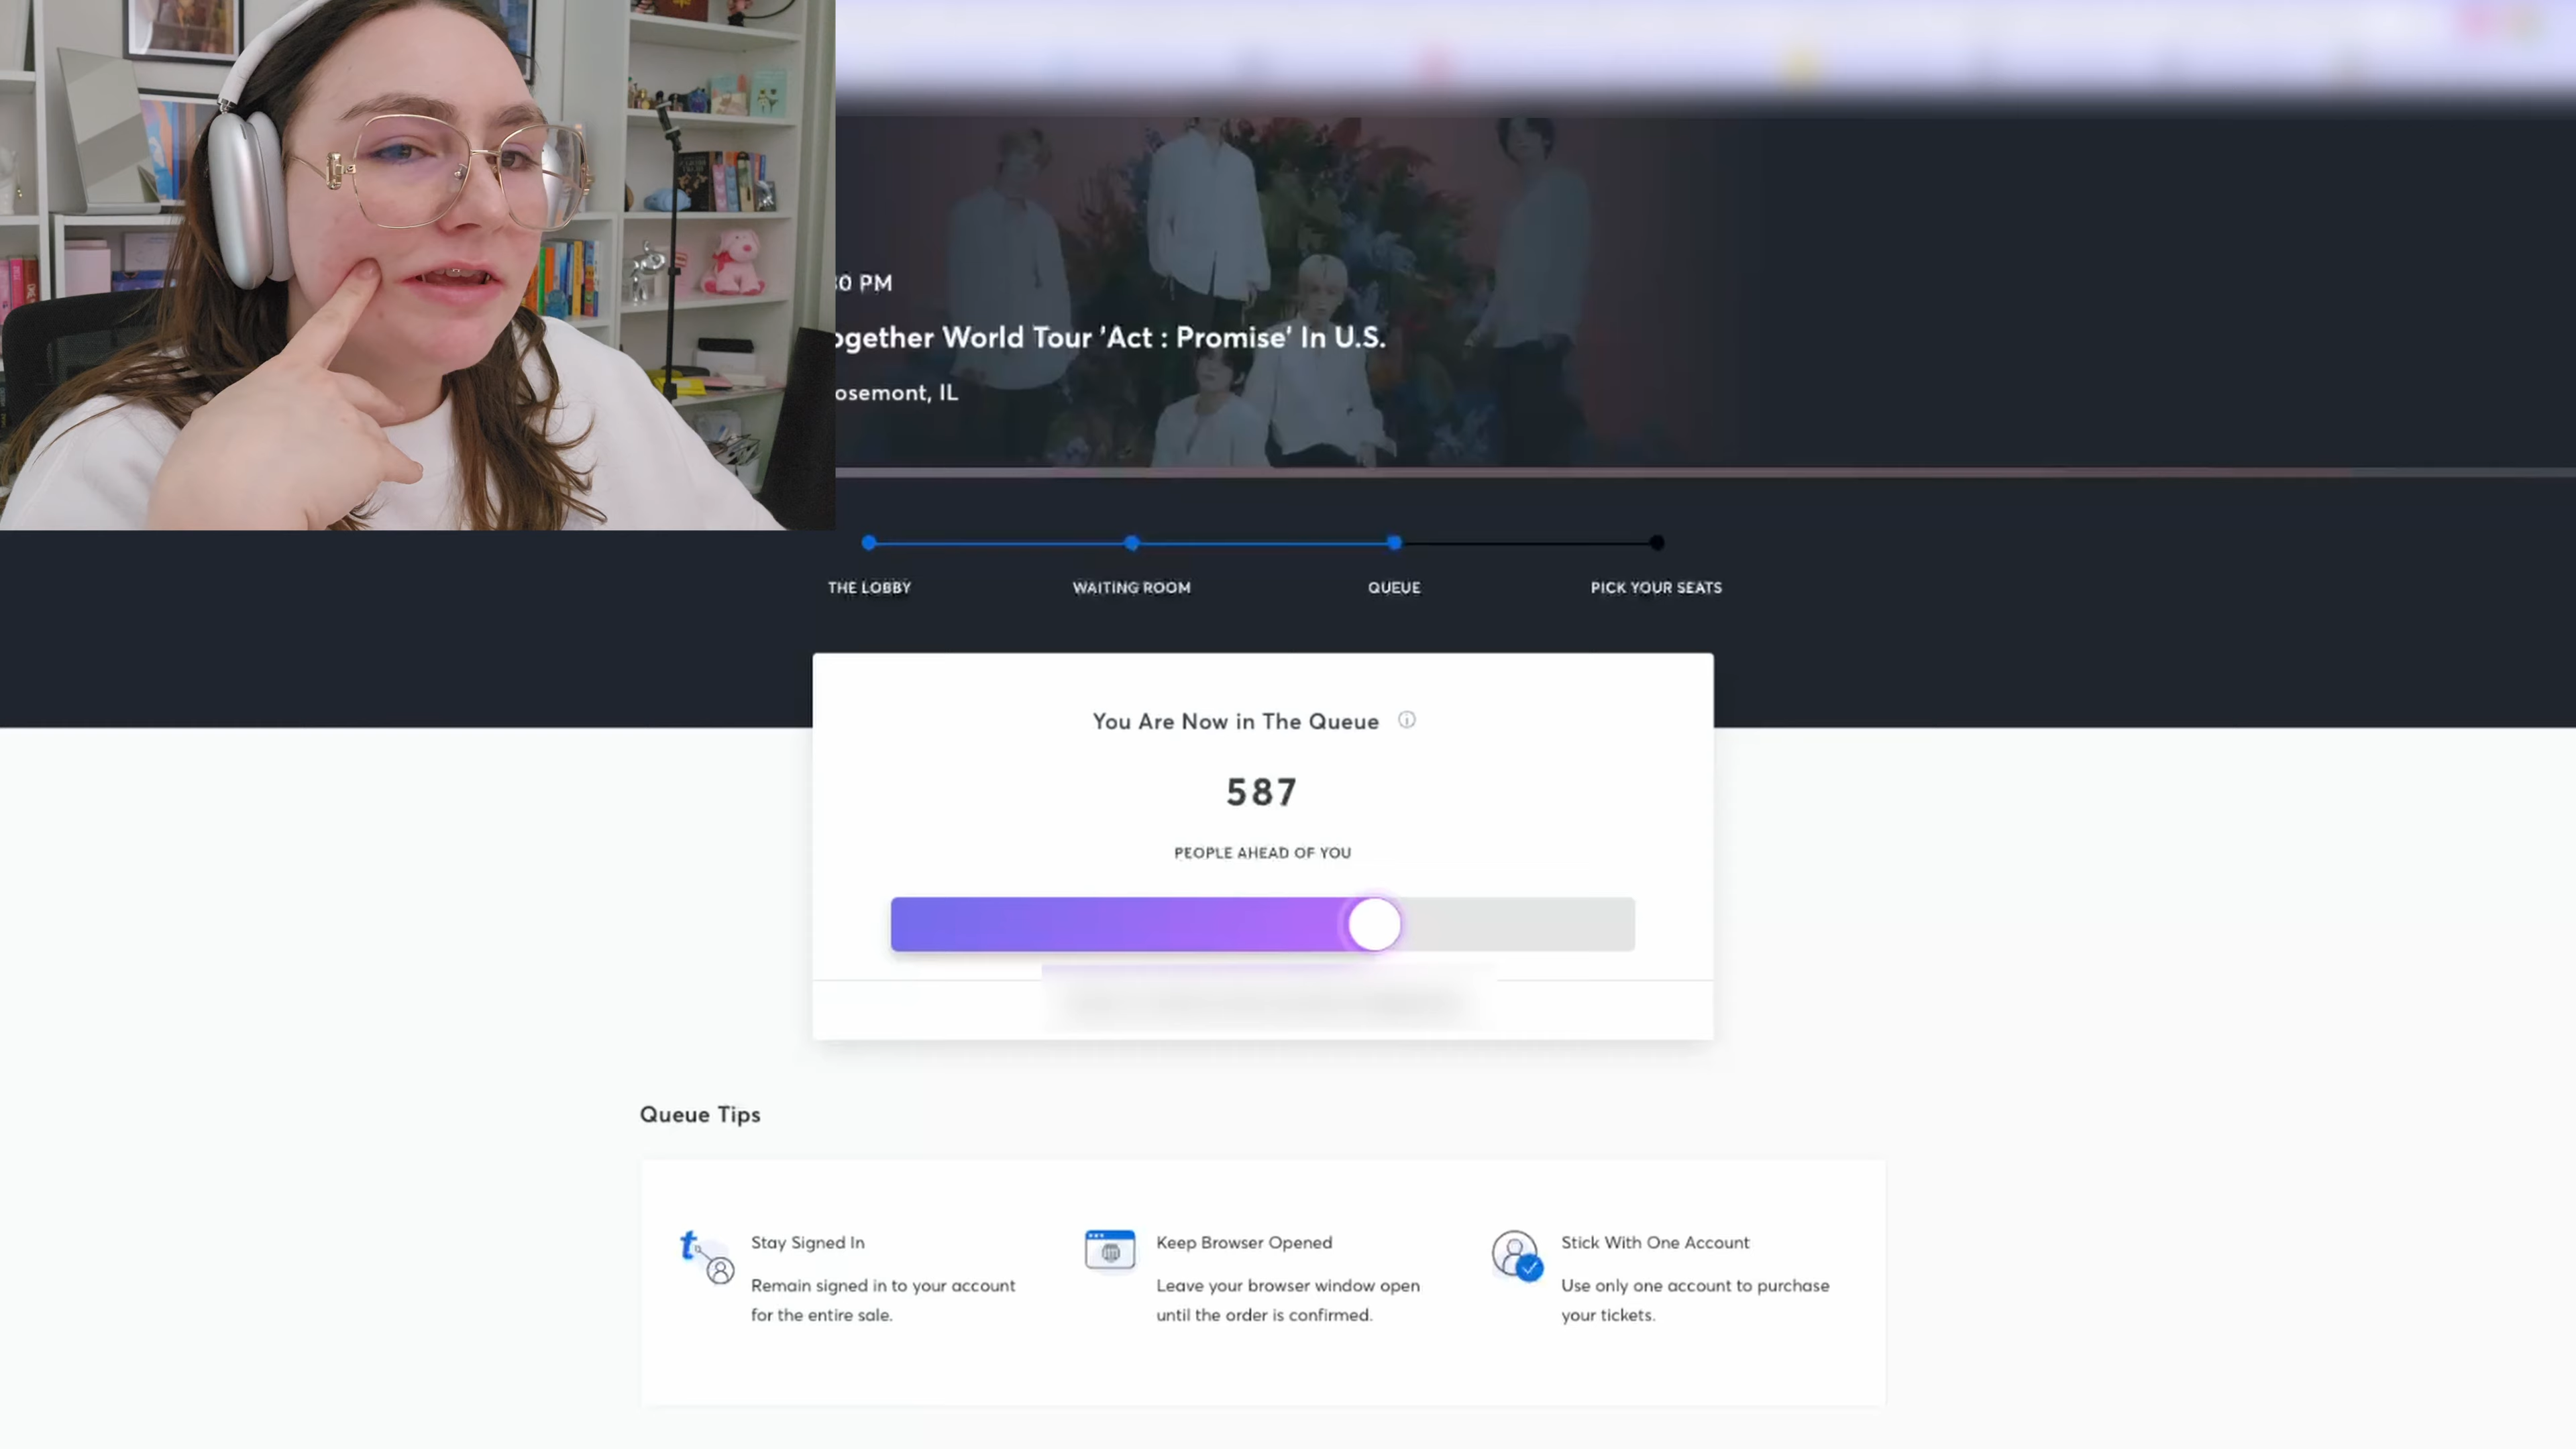 0 PM
ogether World Tour 'Act : Promise' In U.S.
osemont, IL
THE LOBBY
WAITING ROOM
QUEUE
PICK YOUR SEATS
You Are Now in The Queue
587
PEOPLE AHEAD OF YOU
Queue Tips
Stay Signed In
Remain signed in to your account
for the entire sale.
Keep Browser Opened
Leave your browser window open
until the order is confirmed.
Stick With One Account
Use only one account to purchase
your tickets.